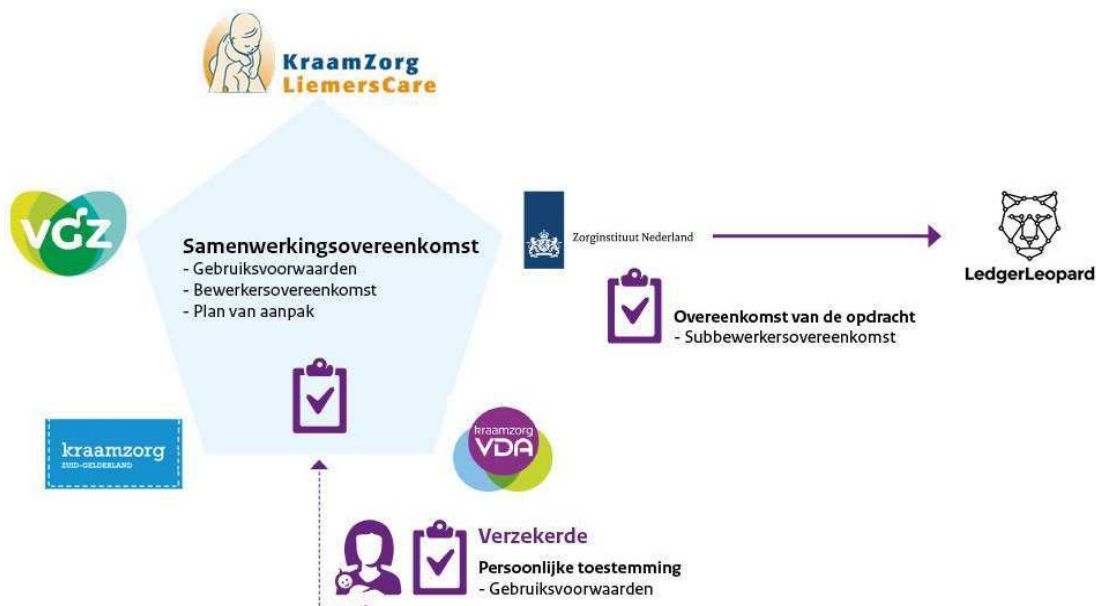 KraamZorg
LiemersCare
VGZ
Samenwerkingsovereenkomst
- Gebruiksvoorwaarden
- Bewerkersovereenkomst
- Plan van aanpak
Zorginstituut Nederland
LedgerLeopard
Overeenkomst van de opdracht
- Subbewerkersovereenkomst
kraamzorg
ZUID-GELDERLAND
kraamzorg
VDA
Verzekerde
Persoonlijke toestemming
- Gebruiksvoorwaarden